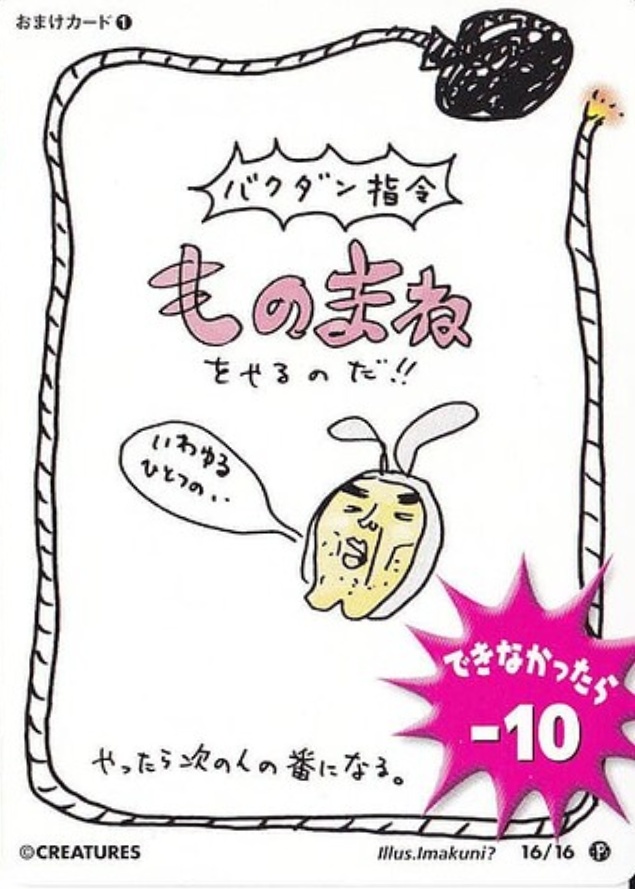 おまけカード❶
バクダン指令
ものまね
をやるのだ!!
いわゆる
ひとつの‥
できなかったら
-10
やったら次の人の番になる。
©CREATURES
Illus.Imakuni? 16/16 P